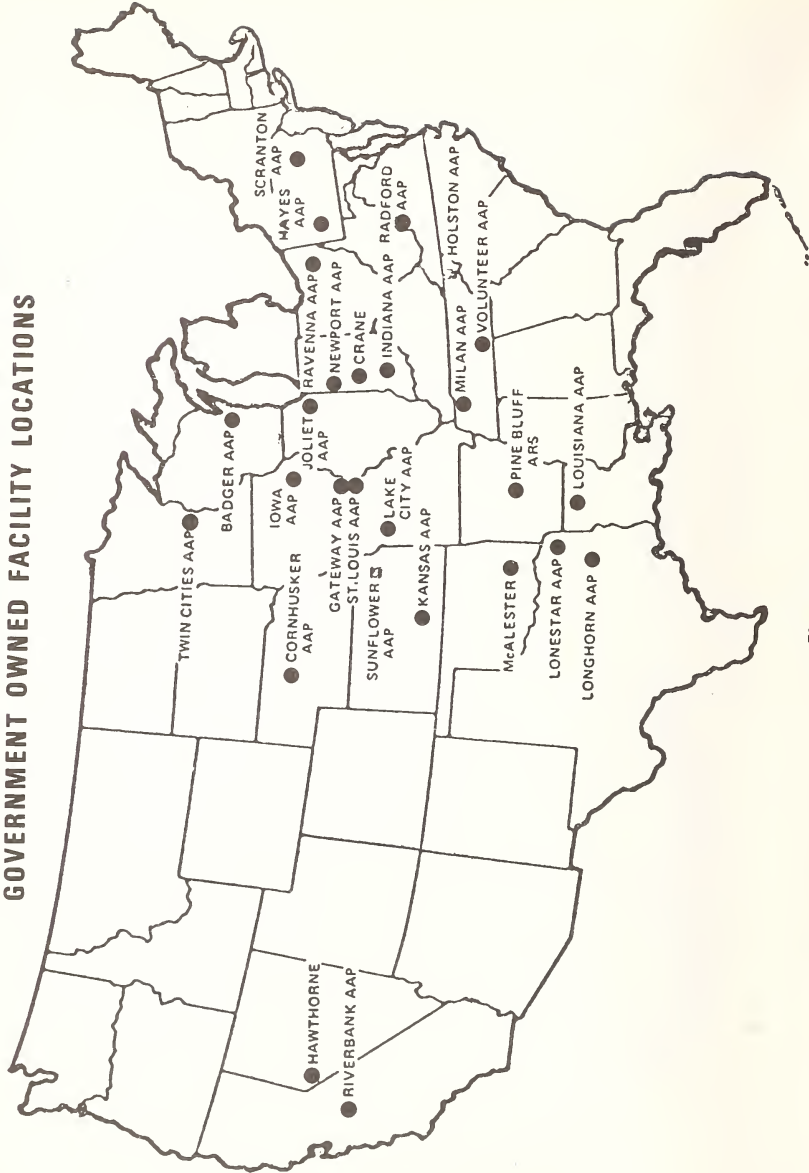 GOVERNMENT OWNED FACILITY LOCATIONS
SCRANTON
AAP
HAYES
AAP
RADFORD
AAP
RAVENNA AAP
NEWPORT AAP
CRANE
INDIANA AAP
HOLSTON AAP
VOLUNTEER AAP
MILAN AAP
TWIN CITIES AAP
BADGER AAP
JOLIET
AAP
IOWA
AAP
CORNHUSKER
AAP
GATEWAY AAP
ST. LOUIS AAP
LAKE
CITY AAP
SUNFLOWER
AAP
KANSAS AAP
PINE BLUFF
ARS
LOUISIANA AAP
McALESTER
LONESTAR AAP
LONGHORN AAP
HAWTHORNE
RIVERBANK AAP